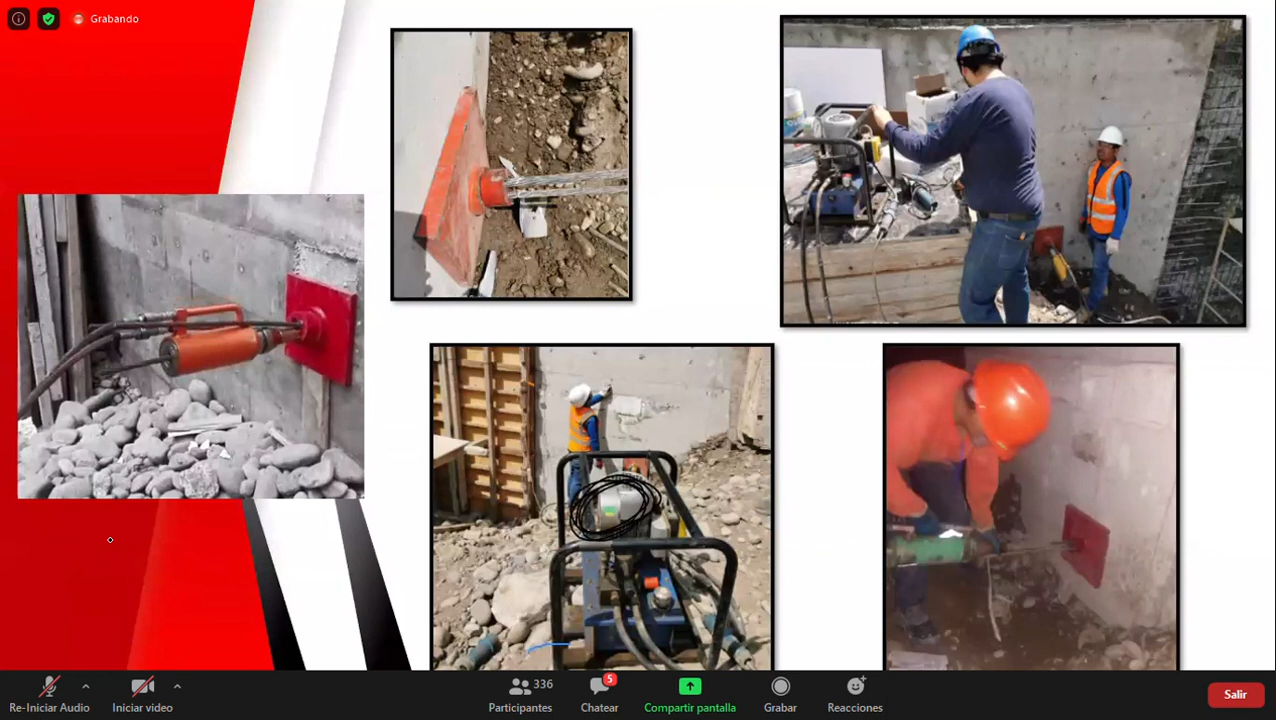 Grabando
Re-Iniciar Audio
Iniciar video
336
Participantes
5
Chatear
Compartir pantalla
Grabar
Reacciones
Salir